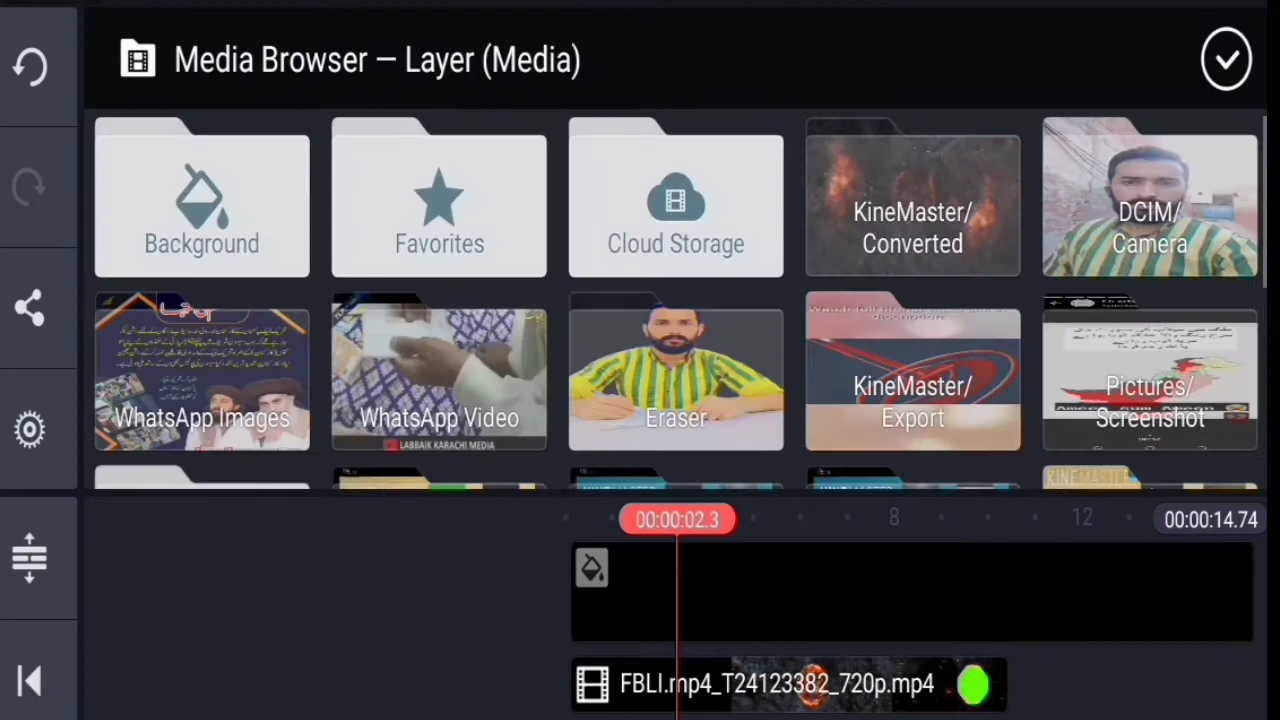 Media Browser – Layer (Media)
Background
Favorites
Cloud Storage
KineMaster/
Converted
DCIM/
Camera
WhatsApp Images
WhatsApp Video
LABBAIK KARACHI MEDIA
Eraser
KineMaster/
Export
Pictures/
Screenshot
00:00:02.3
8
12
00:00:14.74
FBLI.mp4_T24123382_720p.mp4